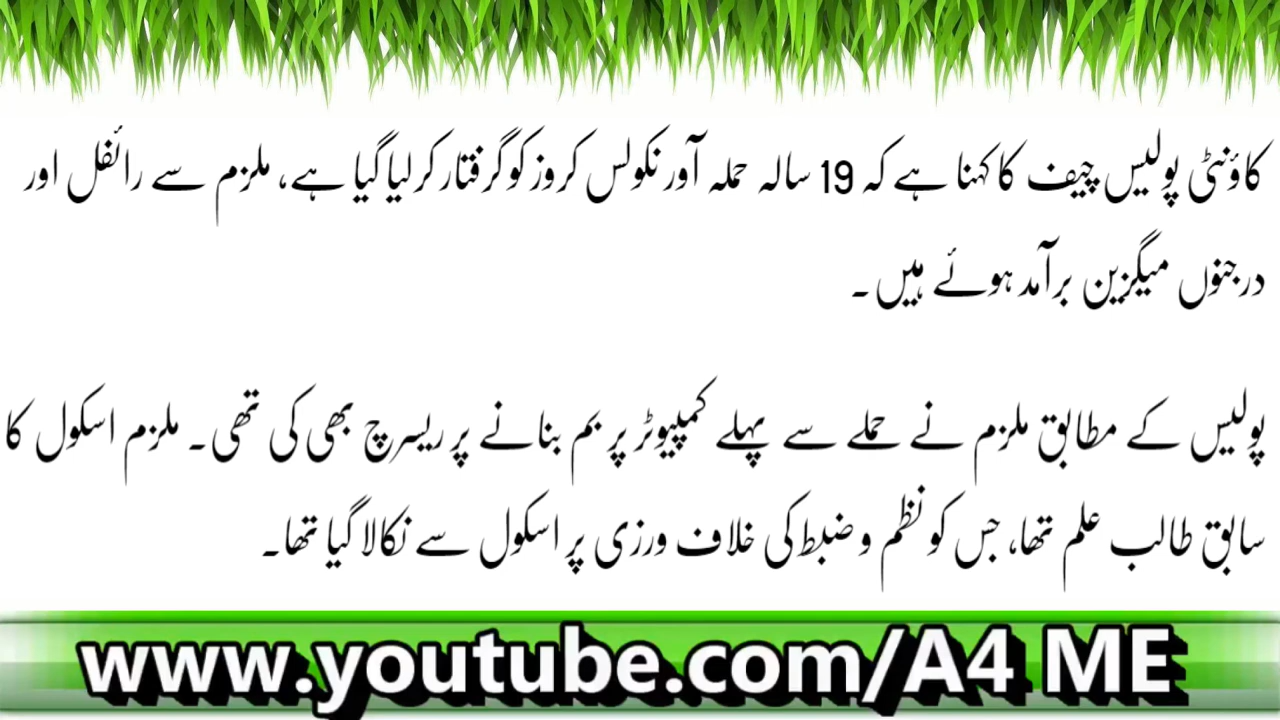 کاؤنٹی پولیس چیف کا کہنا ہے کہ 19 سالہ حملہ آور نکولس کروز کو گرفتار کر لیا گیا ہے، ملزم سے رائفل اور
درجنوں میگزین برآمد ہوئے ہیں۔
پولیس کے مطابق ملزم نے حملے سے پہلے کمپیوٹر پر بم بنانے پر ریسرچ بھی کی تھی۔ ملزم اسکول کا
سابق طالب علم تھا، جس کو نظم و ضبط کی خلاف ورزی پر اسکول سے نکالا گیا تھا۔
www.youtube.com/A4 ME